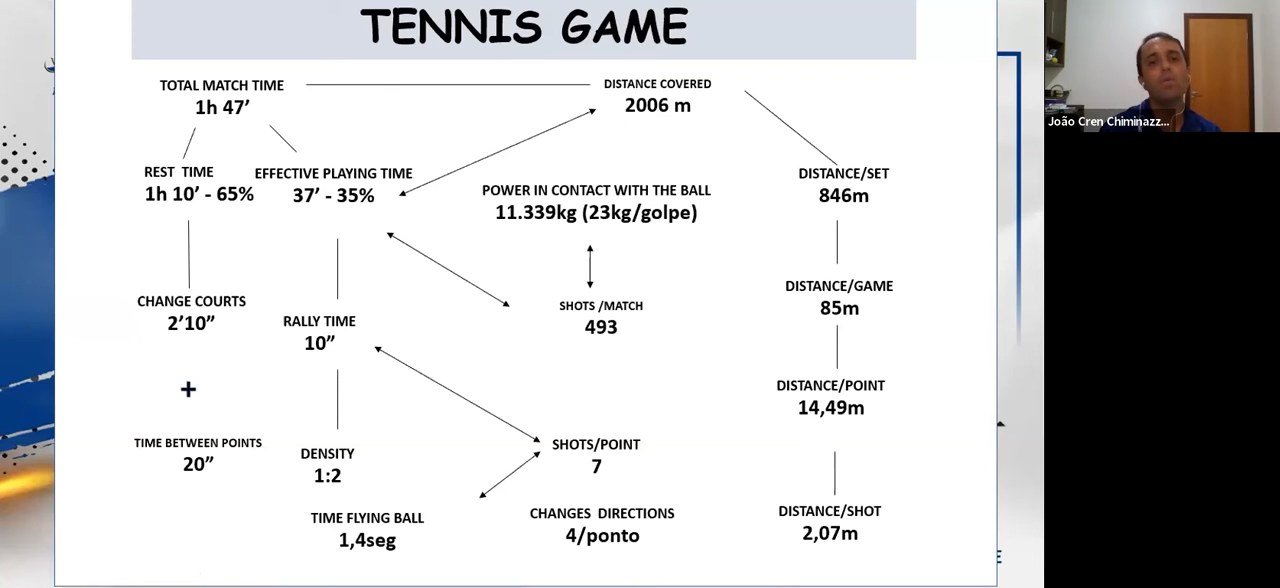 TENNIS GAME
TOTAL MATCH TIME
1h 47’
DISTANCE COVERED
2006 m
João Cren Chiminazz...
REST TIME
1h 10’ - 65%
EFFECTIVE PLAYING TIME
37’ - 35%
POWER IN CONTACT WITH THE BALL
11.339kg (23kg/golpe)
DISTANCE/SET
846m
CHANGE COURTS
2’10”
RALLY TIME
10”
SHOTS /MATCH
493
DISTANCE/GAME
85m
+
DISTANCE/POINT
14,49m
TIME BETWEEN POINTS
20”
DENSITY
1:2
SHOTS/POINT
7
TIME FLYING BALL
1,4seg
CHANGES DIRECTIONS
4/ponto
DISTANCE/SHOT
2,07m